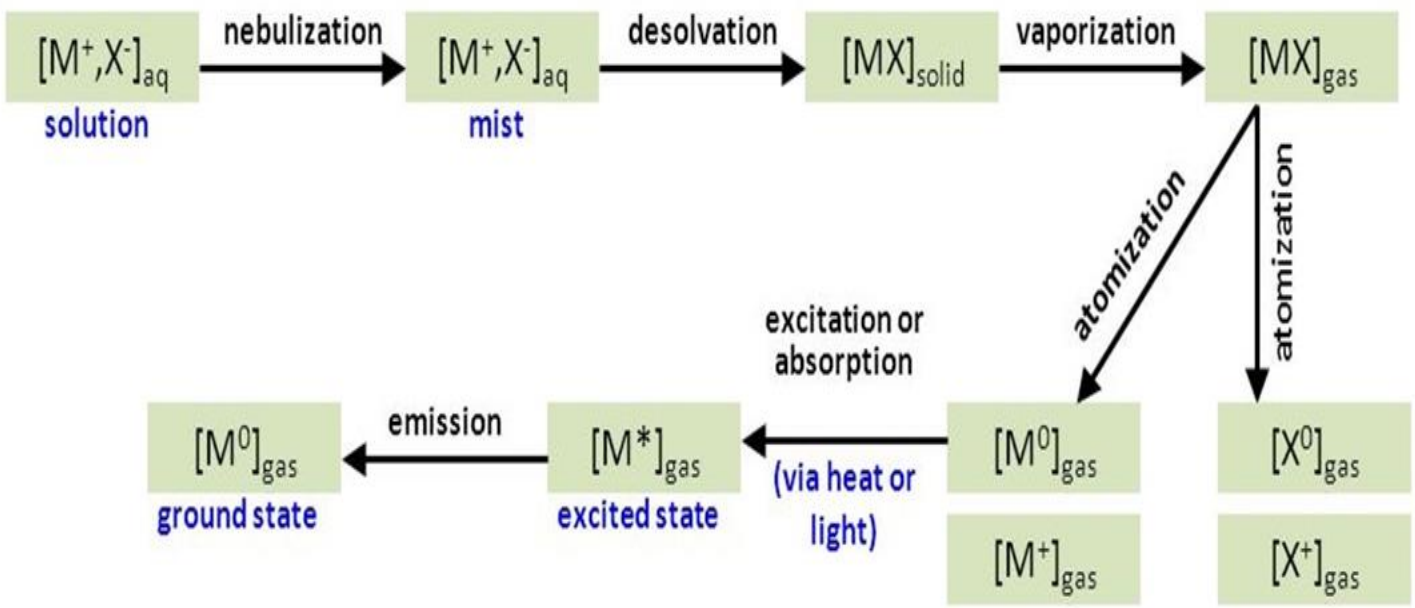 nebulization
desolvation
vaporization
[M⁺,X⁻]aq
[M⁺,X⁻]aq
[MX]solid
[MX]gas
solution
mist
atomization
atomization
excitation or
absorption
emission
[M⁰]gas
[M*]gas
[M⁰]gas
[X⁰]gas
(via heat or
light)
ground state
excited state
[M⁺]gas
[X⁺]gas